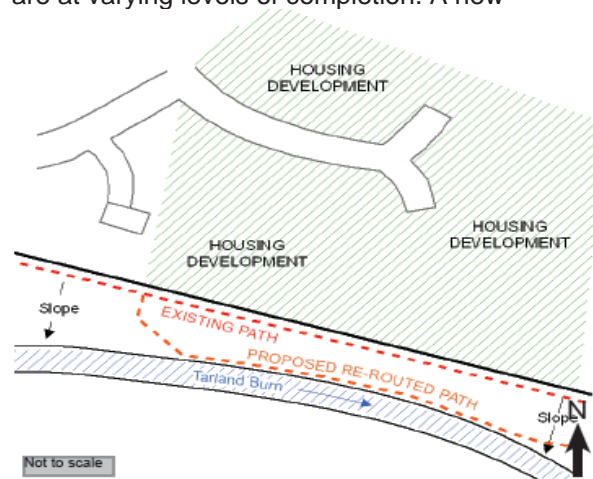 are at varying levels of completion. A new
HOUSING
DEVELOPMENT
HOUSING
DEVELOPMENT
HOUSING
DEVELOPMENT
Slope
EXISTING PATH
PROPOSED RE-ROUTED PATH
Tarland Burn
Slope
N
Not to scale